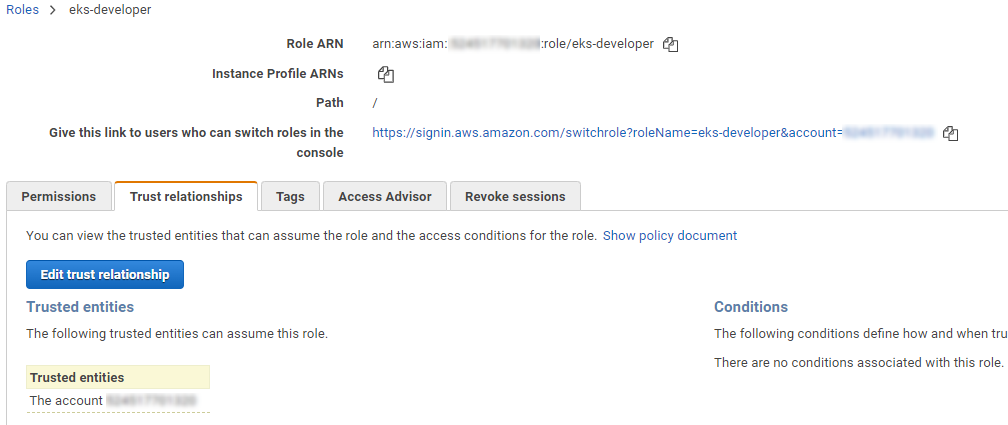 Roles > eks-developer
Role ARN arn:aws:iam: :role/eks-developer
Instance Profile ARNs
Path /
Give this link to users who can switch roles in the https://signin.aws.amazon.com/switchrole?roleName=eks-developer&account=
console
Permissions Trust relationships Tags Access Advisor Revoke sessions
You can view the trusted entities that can assume the role and the access conditions for the role. Show policy document
Edit trust relationship
Trusted entities Conditions
The following trusted entities can assume this role. The following conditions define how and when tru
There are no conditions associated with this role.
Trusted entities
The account